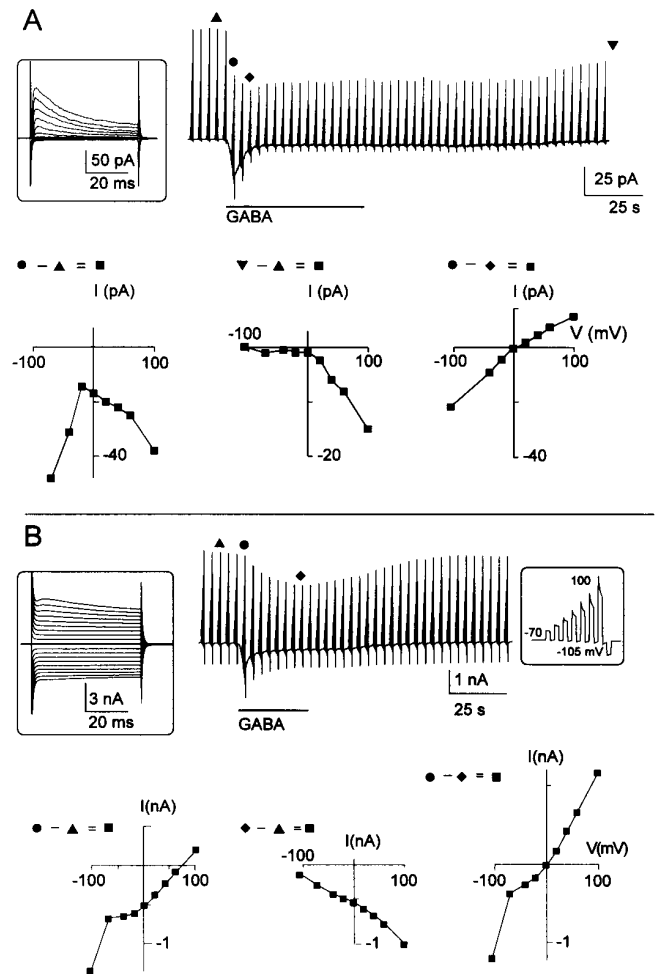 A
50 pA
20 ms
GABA
25 pA
25 s
● – ▲ = ■
I (pA)
-100
100
-40
▼ – ▲ = ■
I (pA)
-100
100
-20
● – ◆ = ■
I (pA)
V (mV)
-100
100
-40
B
3 nA
20 ms
GABA
1 nA
25 s
100
-70
-105 mV
● – ▲ = ■
I(nA)
-100
100
-1
◆ – ▲ = ■
I(nA)
-100
100
-1
● – ◆ = ■
I(nA)
V(mV)
-100
100
-1